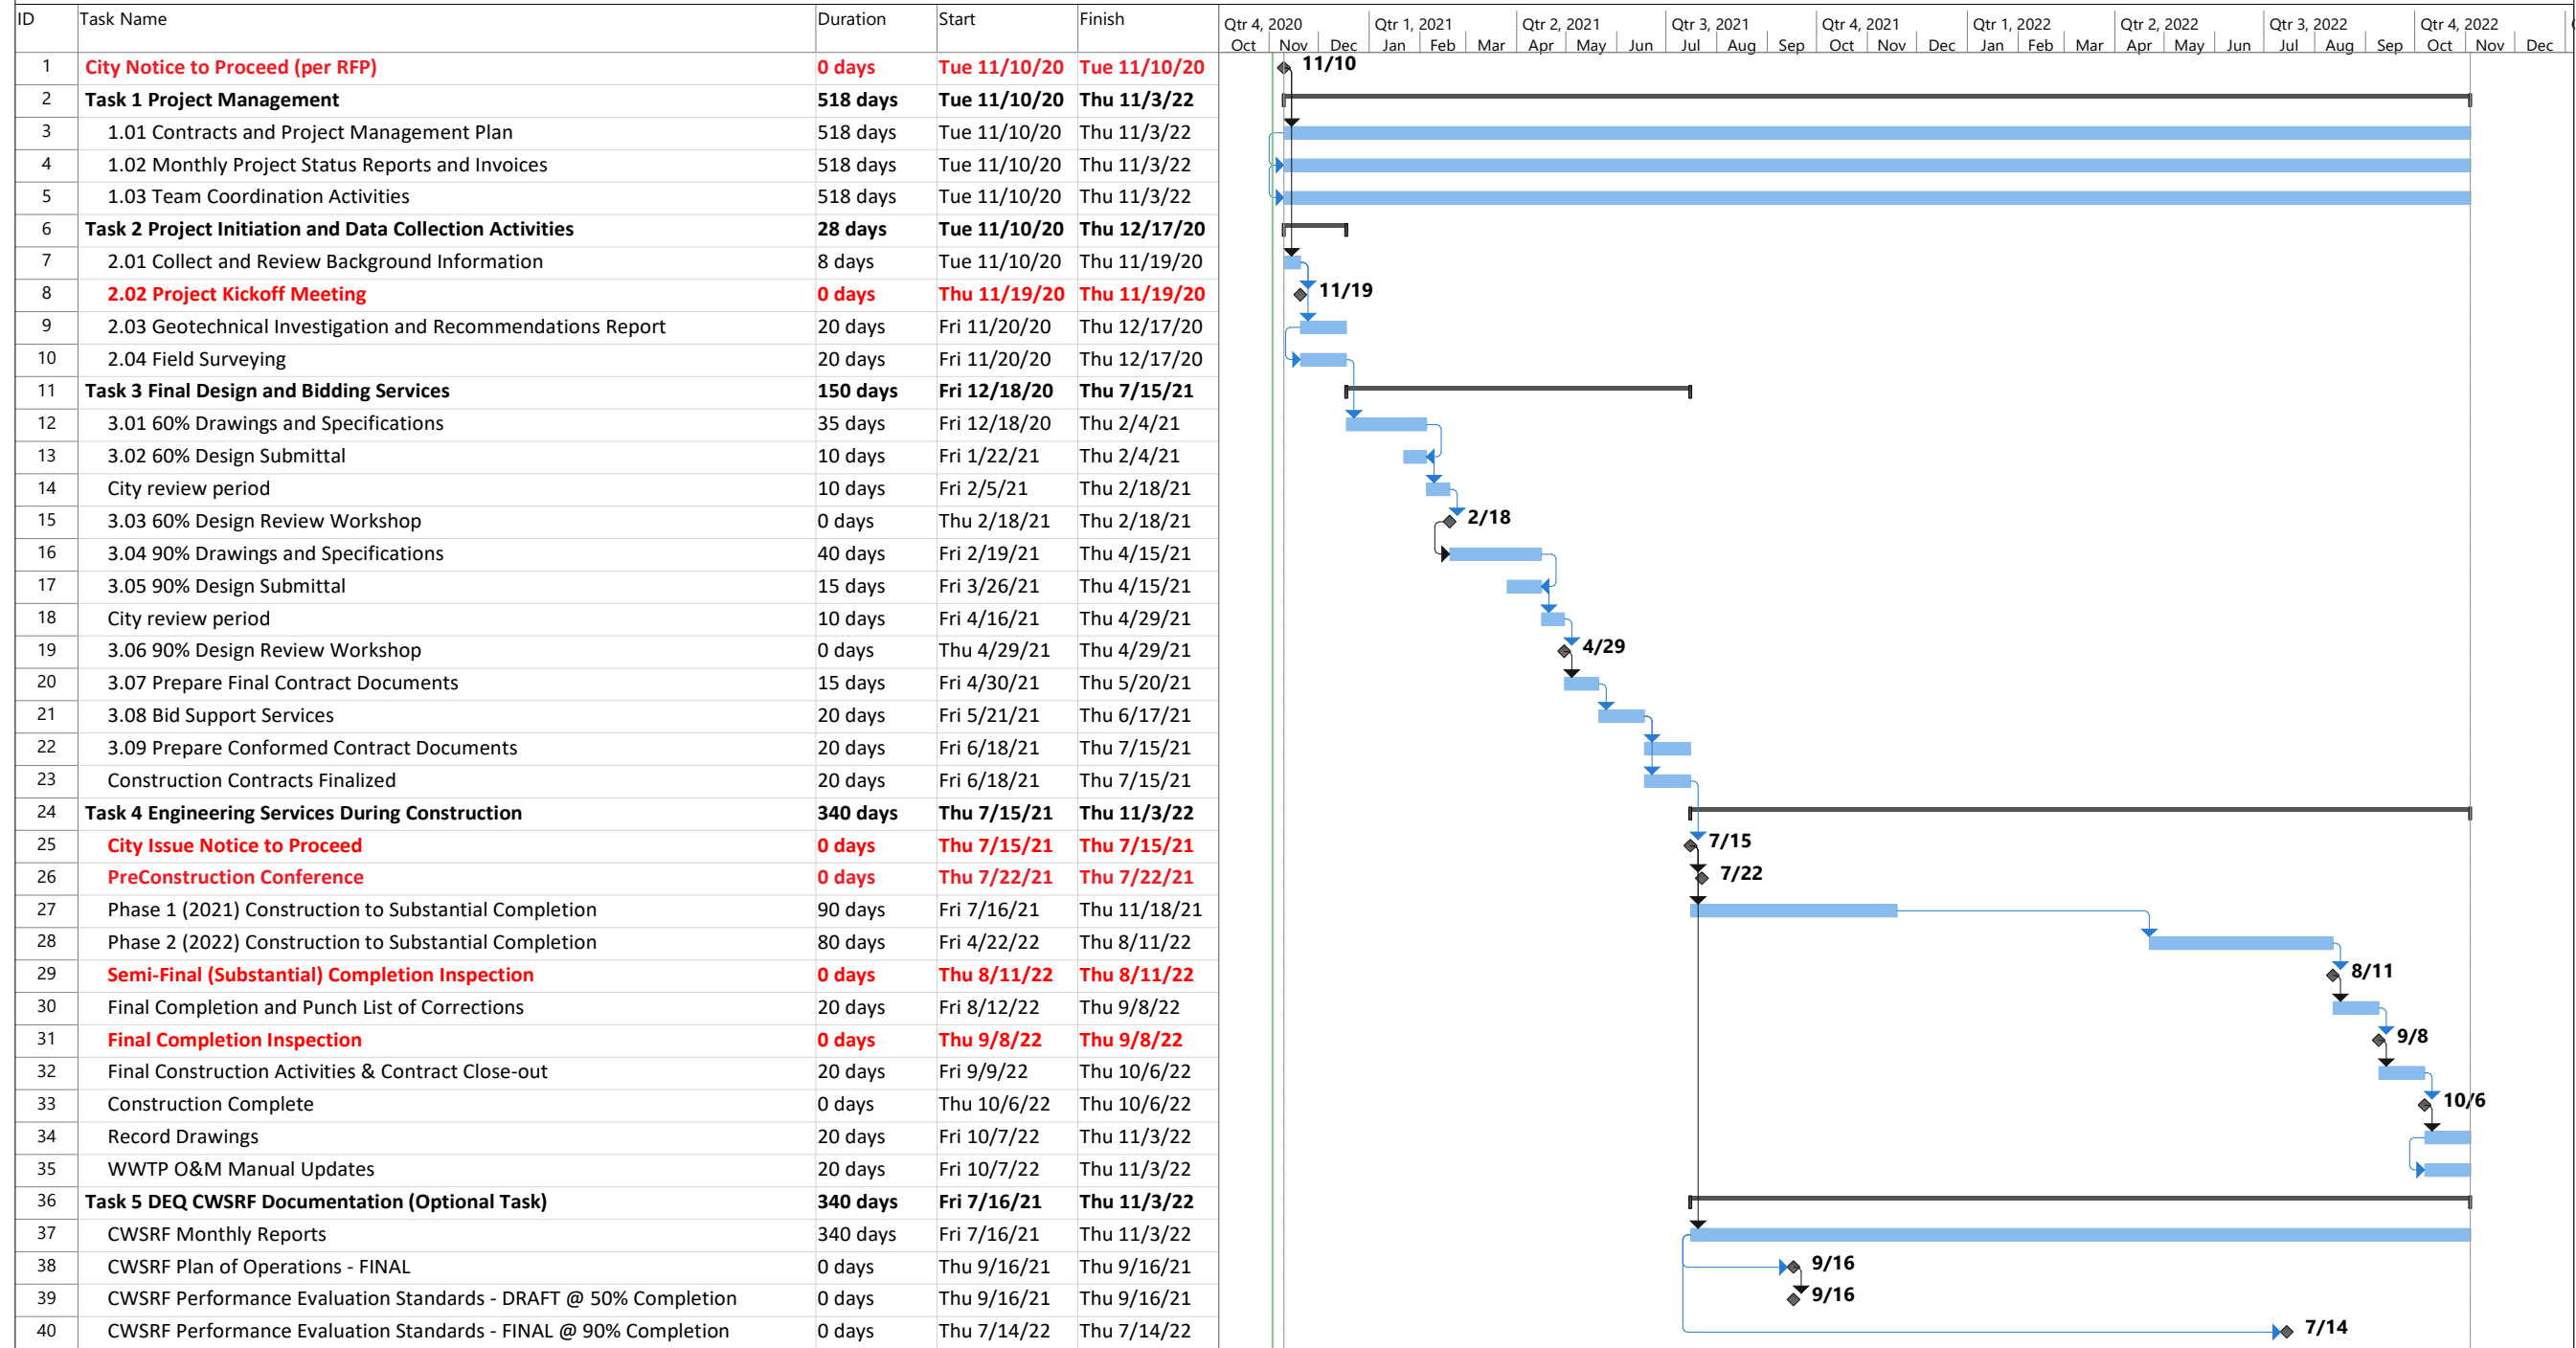 ID Task Name Duration Start Finish Qtr 4, 2020 Qtr 1, 2021 Qtr 2, 2021 Qtr 3, 2021 Qtr 4, 2021 Qtr 1, 2022 Qtr 2, 2022 Qtr 3, 2022 Qtr 4, 2022
Oct Nov Dec Jan Feb Mar Apr May Jun Jul Aug Sep Oct Nov Dec Jan Feb Mar Apr May Jun Jul Aug Sep Oct Nov Dec
1 City Notice to Proceed (per RFP) 0 days Tue 11/10/20 Tue 11/10/20 11/10
2 Task 1 Project Management 518 days Tue 11/10/20 Thu 11/3/22
3 1.01 Contracts and Project Management Plan 518 days Tue 11/10/20 Thu 11/3/22
4 1.02 Monthly Project Status Reports and Invoices 518 days Tue 11/10/20 Thu 11/3/22
5 1.03 Team Coordination Activities 518 days Tue 11/10/20 Thu 11/3/22
6 Task 2 Project Initiation and Data Collection Activities 28 days Tue 11/10/20 Thu 12/17/20
7 2.01 Collect and Review Background Information 8 days Tue 11/10/20 Thu 11/19/20
8 2.02 Project Kickoff Meeting 0 days Thu 11/19/20 Thu 11/19/20 11/19
9 2.03 Geotechnical Investigation and Recommendations Report 20 days Fri 11/20/20 Thu 12/17/20
10 2.04 Field Surveying 20 days Fri 11/20/20 Thu 12/17/20
11 Task 3 Final Design and Bidding Services 150 days Fri 12/18/20 Thu 7/15/21
12 3.01 60% Drawings and Specifications 35 days Fri 12/18/20 Thu 2/4/21
13 3.02 60% Design Submittal 10 days Fri 1/22/21 Thu 2/4/21
14 City review period 10 days Fri 2/5/21 Thu 2/18/21
15 3.03 60% Design Review Workshop 0 days Thu 2/18/21 Thu 2/18/21 2/18
16 3.04 90% Drawings and Specifications 40 days Fri 2/19/21 Thu 4/15/21
17 3.05 90% Design Submittal 15 days Fri 3/26/21 Thu 4/15/21
18 City review period 10 days Fri 4/16/21 Thu 4/29/21
19 3.06 90% Design Review Workshop 0 days Thu 4/29/21 Thu 4/29/21 4/29
20 3.07 Prepare Final Contract Documents 15 days Fri 4/30/21 Thu 5/20/21
21 3.08 Bid Support Services 20 days Fri 5/21/21 Thu 6/17/21
22 3.09 Prepare Conformed Contract Documents 20 days Fri 6/18/21 Thu 7/15/21
23 Construction Contracts Finalized 20 days Fri 6/18/21 Thu 7/15/21
24 Task 4 Engineering Services During Construction 340 days Thu 7/15/21 Thu 11/3/22
25 City Issue Notice to Proceed 0 days Thu 7/15/21 Thu 7/15/21 7/15
26 PreConstruction Conference 0 days Thu 7/22/21 Thu 7/22/21 7/22
27 Phase 1 (2021) Construction to Substantial Completion 90 days Fri 7/16/21 Thu 11/18/21
28 Phase 2 (2022) Construction to Substantial Completion 80 days Fri 4/22/22 Thu 8/11/22
29 Semi-Final (Substantial) Completion Inspection 0 days Thu 8/11/22 Thu 8/11/22 8/11
30 Final Completion and Punch List of Corrections 20 days Fri 8/12/22 Thu 9/8/22
31 Final Completion Inspection 0 days Thu 9/8/22 Thu 9/8/22 9/8
32 Final Construction Activities & Contract Close-out 20 days Fri 9/9/22 Thu 10/6/22
33 Construction Complete 0 days Thu 10/6/22 Thu 10/6/22 10/6
34 Record Drawings 20 days Fri 10/7/22 Thu 11/3/22
35 WWTP O&M Manual Updates 20 days Fri 10/7/22 Thu 11/3/22
36 Task 5 DEQ CWSRF Documentation (Optional Task) 340 days Fri 7/16/21 Thu 11/3/22
37 CWSRF Monthly Reports 340 days Fri 7/16/21 Thu 11/3/22
38 CWSRF Plan of Operations - FINAL 0 days Thu 9/16/21 Thu 9/16/21 9/16
39 CWSRF Performance Evaluation Standards - DRAFT @ 50% Completion 0 days Thu 9/16/21 Thu 9/16/21 9/16
40 CWSRF Performance Evaluation Standards - FINAL @ 90% Completion 0 days Thu 7/14/22 Thu 7/14/22 7/14